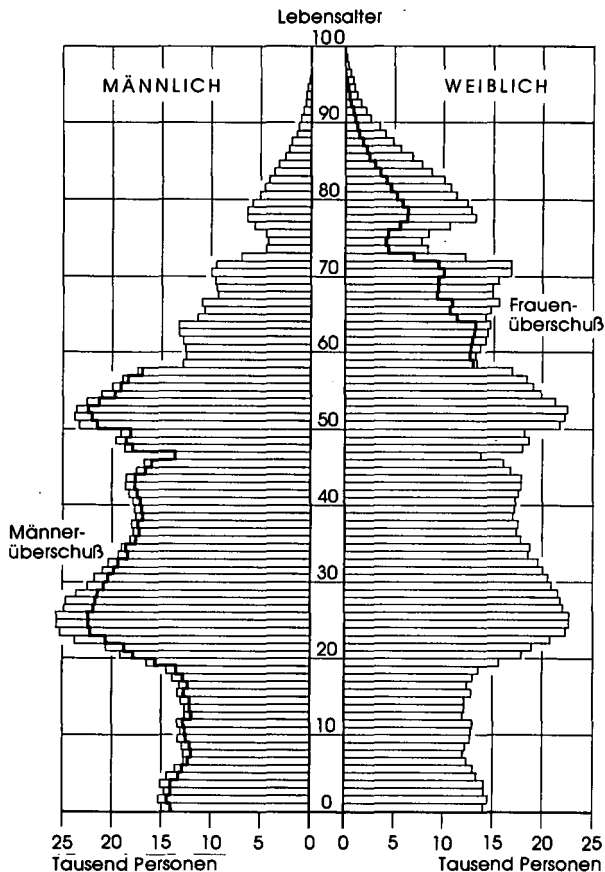 Lebensalter
100
MÄNNLICH
WEIBLICH
90
80
70
Frauen-
überschuß
60
50
40
Männer-
überschuß
30
20
10
0
25 20 15 10 5 0 0 5 10 15 20 25
Tausend Personen Tausend Personen